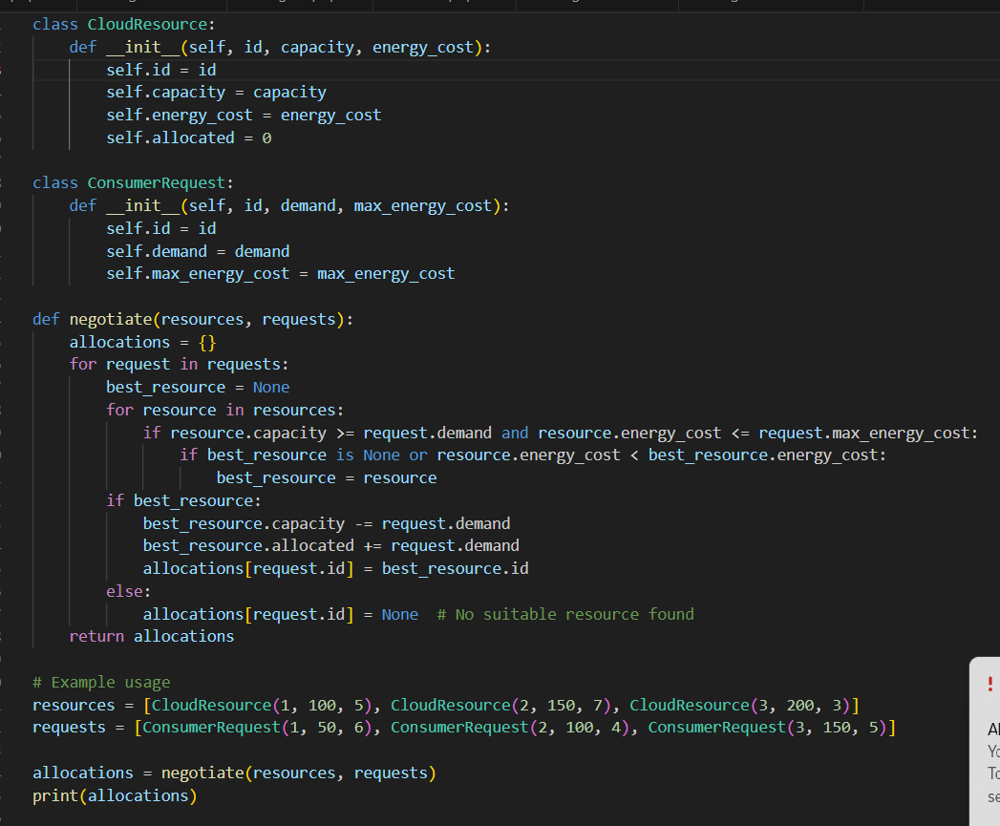 class CloudResource:
    def __init__(self, id, capacity, energy_cost):
        self.id = id
        self.capacity = capacity
        self.energy_cost = energy_cost
        self.allocated = 0
class ConsumerRequest:
    def __init__(self, id, demand, max_energy_cost):
        self.id = id
        self.demand = demand
        self.max_energy_cost = max_energy_cost
def negotiate(resources, requests):
    allocations = {}
    for request in requests:
        best_resource = None
        for resource in resources:
            if resource.capacity >= request.demand and resource.energy_cost <= request.max_energy_cost:
                if best_resource is None or resource.energy_cost < best_resource.energy_cost:
                    best_resource = resource
        if best_resource:
            best_resource.capacity -= request.demand
            best_resource.allocated += request.demand
            allocations[request.id] = best_resource.id
        else:
            allocations[request.id] = None  # No suitable resource found
    return allocations
# Example usage
resources = [CloudResource(1, 100, 5), CloudResource(2, 150, 7), CloudResource(3, 200, 3)]
requests = [ConsumerRequest(1, 50, 6), ConsumerRequest(2, 100, 4), ConsumerRequest(3, 150, 5)]
allocations = negotiate(resources, requests)
print(allocations)